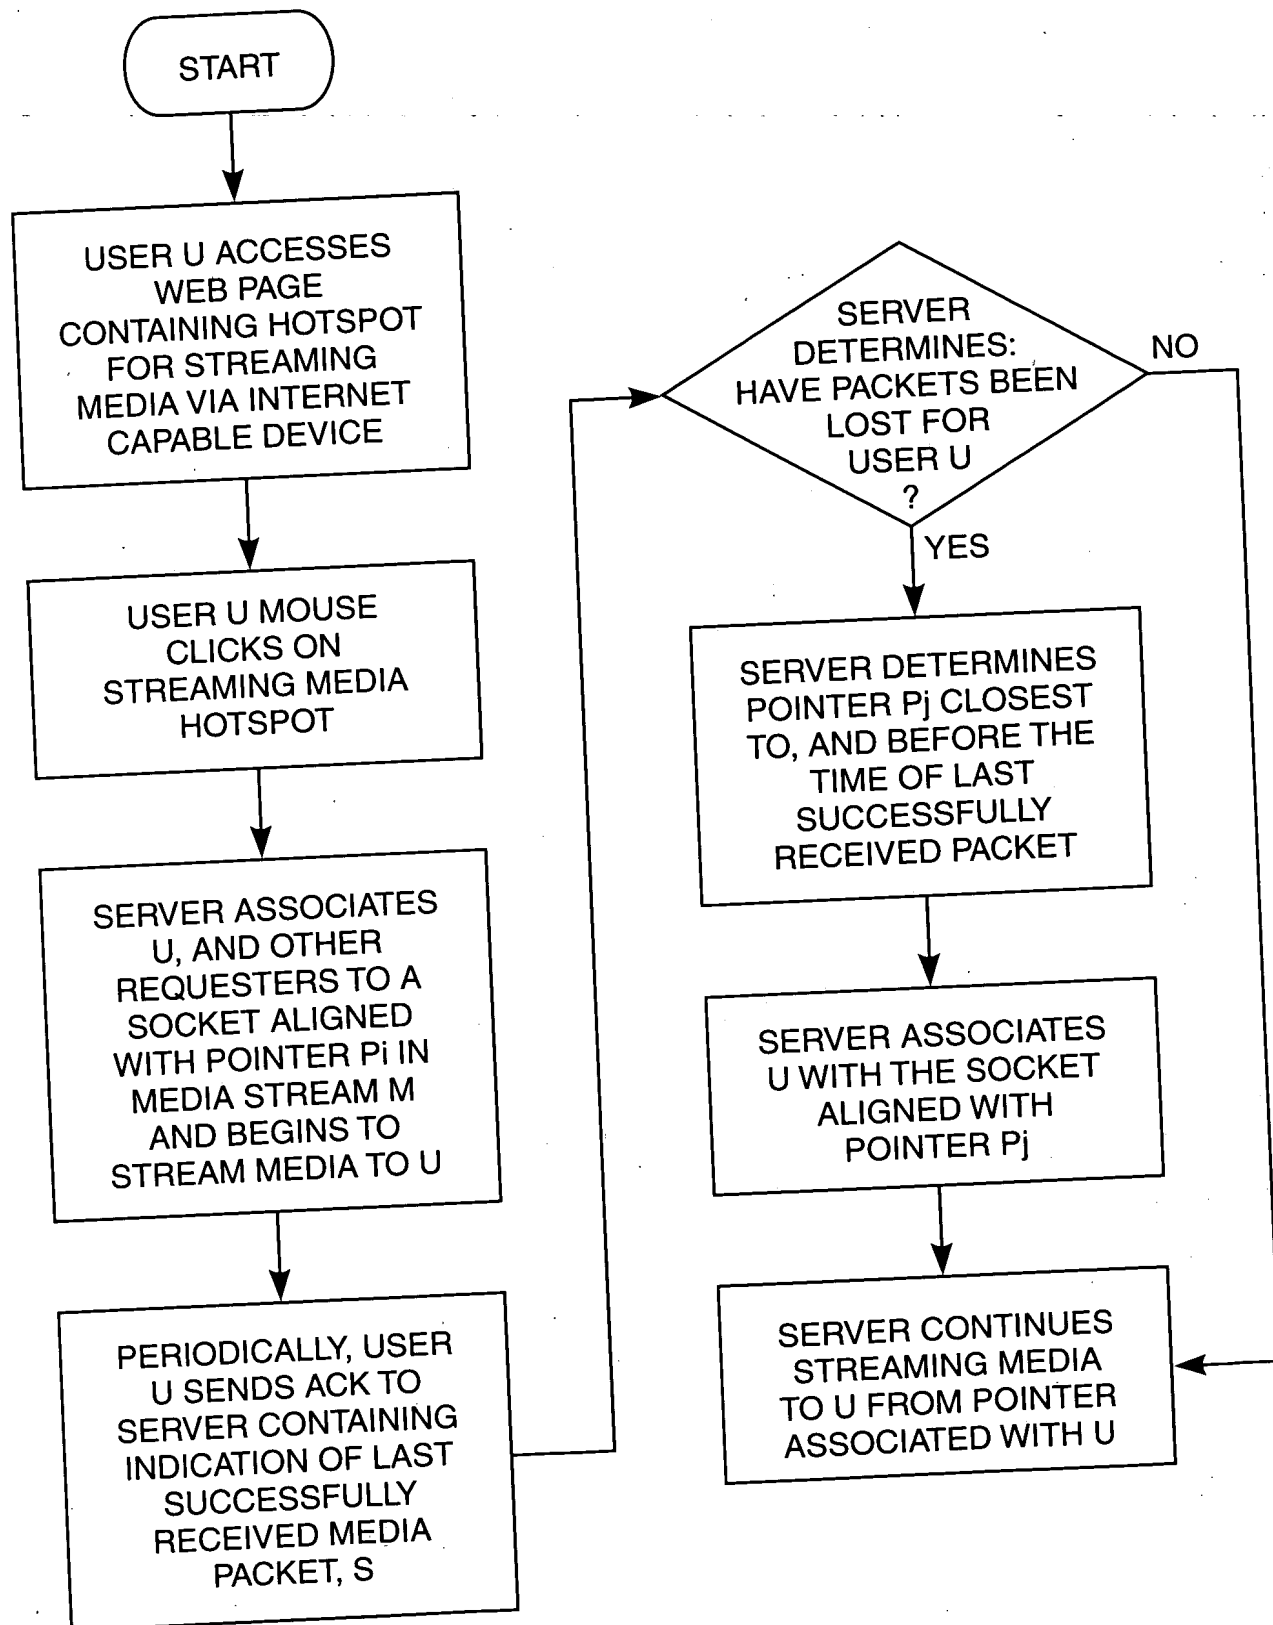 START
USER U ACCESSES
WEB PAGE
CONTAINING HOTSPOT
FOR STREAMING
MEDIA VIA INTERNET
CAPABLE DEVICE
USER U MOUSE
CLICKS ON
STREAMING MEDIA
HOTSPOT
SERVER ASSOCIATES
U, AND OTHER
REQUESTERS TO A
SOCKET ALIGNED
WITH POINTER Pi IN
MEDIA STREAM M
AND BEGINS TO
STREAM MEDIA TO U
PERIODICALLY, USER
U SENDS ACK TO
SERVER CONTAINING
INDICATION OF LAST
SUCCESSFULLY
RECEIVED MEDIA
PACKET, S
SERVER
DETERMINES:
HAVE PACKETS BEEN
LOST FOR
USER U
?
NO
YES
SERVER DETERMINES
POINTER Pj CLOSEST
TO, AND BEFORE THE
TIME OF LAST
SUCCESSFULLY
RECEIVED PACKET
SERVER ASSOCIATES
U WITH THE SOCKET
ALIGNED WITH
POINTER Pj
SERVER CONTINUES
STREAMING MEDIA
TO U FROM POINTER
ASSOCIATED WITH U